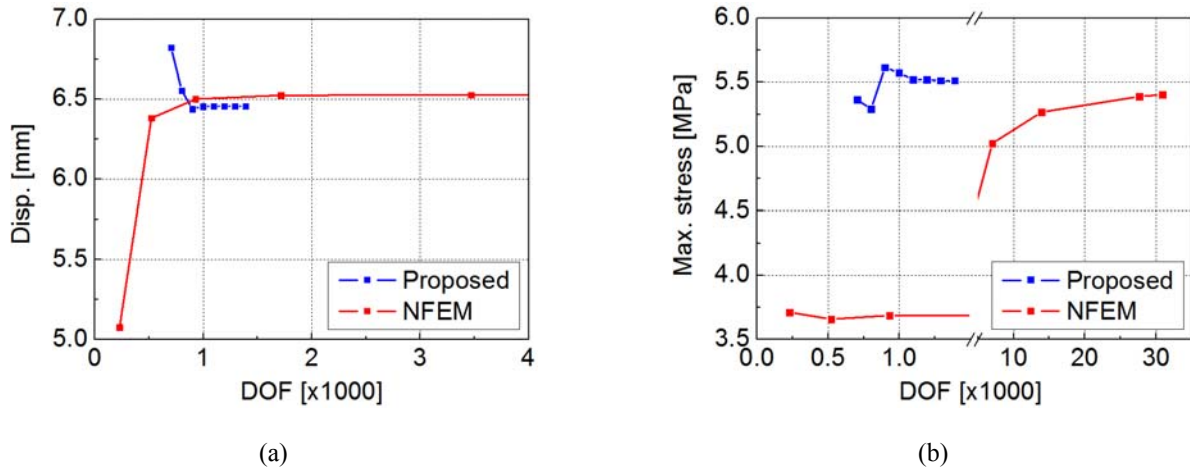 7.0
6.5
6.0
5.5
5.0
Disp. [mm]
0
1
2
3
4
DOF [x1000]
Proposed
NFEM
(a)
6.0
5.5
5.0
4.5
4.0
3.5
Max. stress [MPa]
0.0
0.5
1.0
10
20
30
DOF [x1000]
Proposed
NFEM
(b)